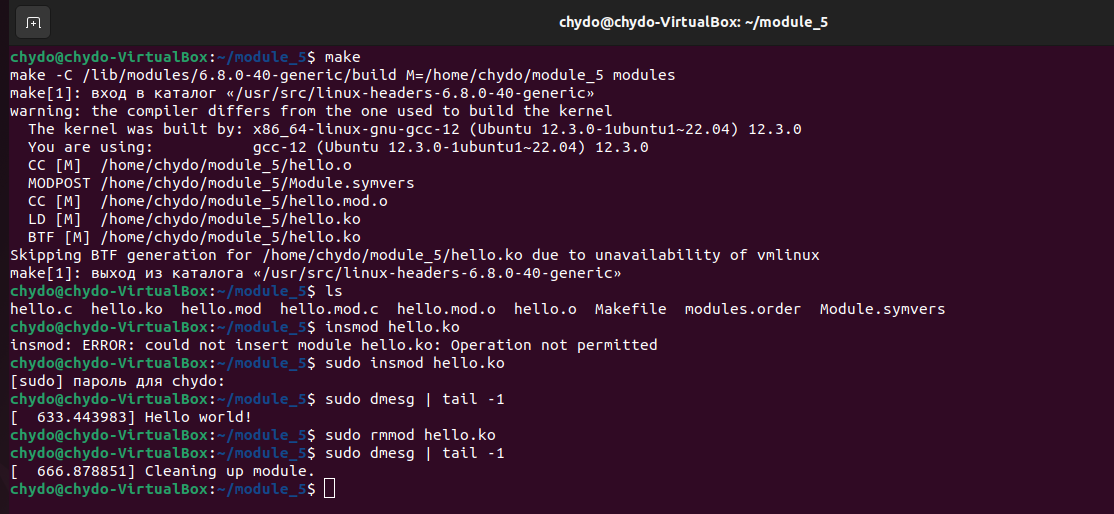 chydo@chydo-VirtualBox: ~/module_5
chydo@chydo-VirtualBox:~/module_5$ make
make -C /lib/modules/6.8.0-40-generic/build M=/home/chydo/module_5 modules
make[1]: вход в каталог «/usr/src/linux-headers-6.8.0-40-generic»
warning: the compiler differs from the one used to build the kernel
  The kernel was built by: x86_64-linux-gnu-gcc-12 (Ubuntu 12.3.0-1ubuntu1~22.04) 12.3.0
  You are using:           gcc-12 (Ubuntu 12.3.0-1ubuntu1~22.04) 12.3.0
  CC [M]  /home/chydo/module_5/hello.o
  MODPOST /home/chydo/module_5/Module.symvers
  CC [M]  /home/chydo/module_5/hello.mod.o
  LD [M]  /home/chydo/module_5/hello.ko
  BTF [M] /home/chydo/module_5/hello.ko
Skipping BTF generation for /home/chydo/module_5/hello.ko due to unavailability of vmlinux
make[1]: выход из каталога «/usr/src/linux-headers-6.8.0-40-generic»
chydo@chydo-VirtualBox:~/module_5$ ls
hello.c  hello.ko  hello.mod  hello.mod.c  hello.mod.o  hello.o  Makefile  modules.order  Module.symvers
chydo@chydo-VirtualBox:~/module_5$ insmod hello.ko
insmod: ERROR: could not insert module hello.ko: Operation not permitted
chydo@chydo-VirtualBox:~/module_5$ sudo insmod hello.ko
[sudo] пароль для chydo:
chydo@chydo-VirtualBox:~/module_5$ sudo dmesg | tail -1
[  633.443983] Hello world!
chydo@chydo-VirtualBox:~/module_5$ sudo rmmod hello.ko
chydo@chydo-VirtualBox:~/module_5$ sudo dmesg | tail -1
[  666.878851] Cleaning up module.
chydo@chydo-VirtualBox:~/module_5$